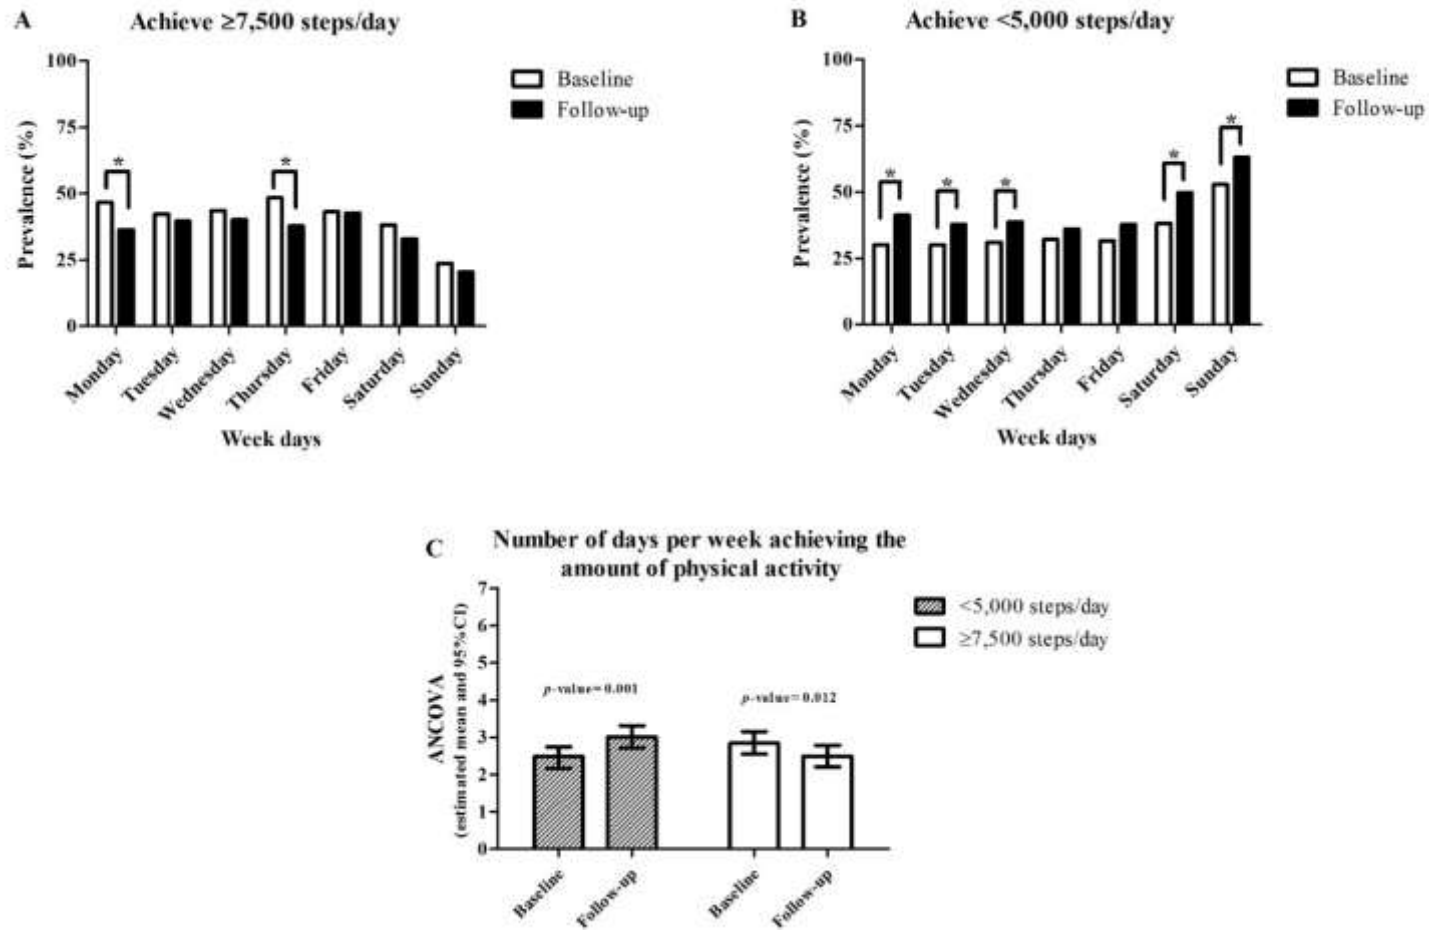 A
Achieve ≥7,500 steps/day
100
75
50
25
0
Prevalence (%)
*
*
Baseline
Follow-up
Monday
Tuesday
Wednesday
Thursday
Friday
Saturday
Sunday
Week days
B
Achieve <5,000 steps/day
100
75
50
25
0
Prevalence (%)
*
*
*
*
*
Baseline
Follow-up
Monday
Tuesday
Wednesday
Thursday
Friday
Saturday
Sunday
Week days
C
Number of days per week achieving the
amount of physical activity
7
6
5
4
3
2
1
0
ANCOVA
(estimated mean and 95%CI)
p-value=0.001
p-value=0.012
<5,000 steps/day
≥7,500 steps/day
Baseline
Follow-up
Baseline
Follow-up